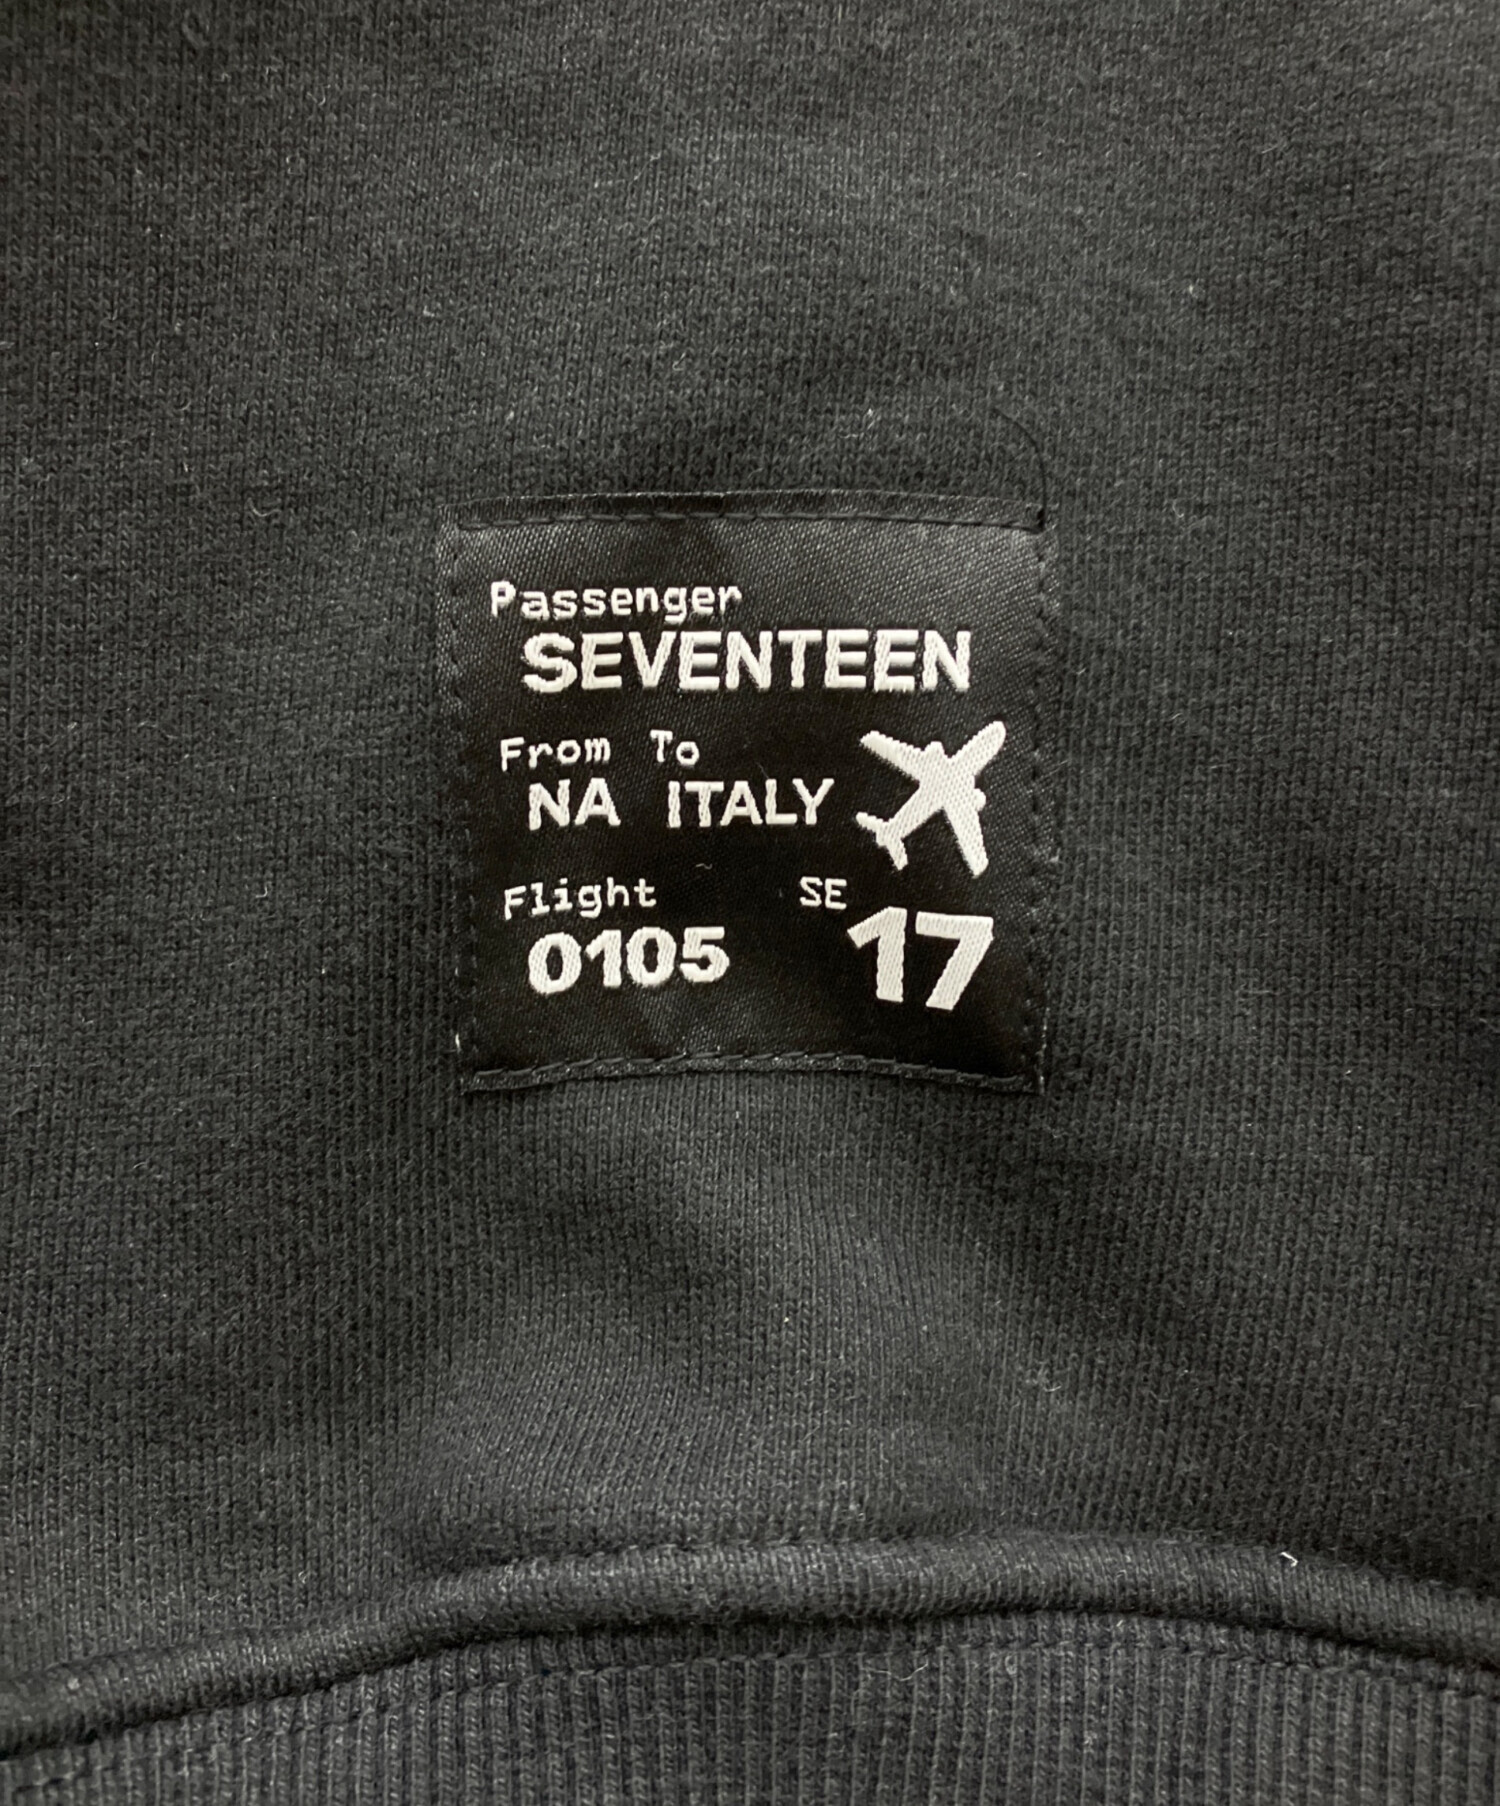 Passenger
SEVENTEEN
From To
NA ITALY
Flight SE
0105 17